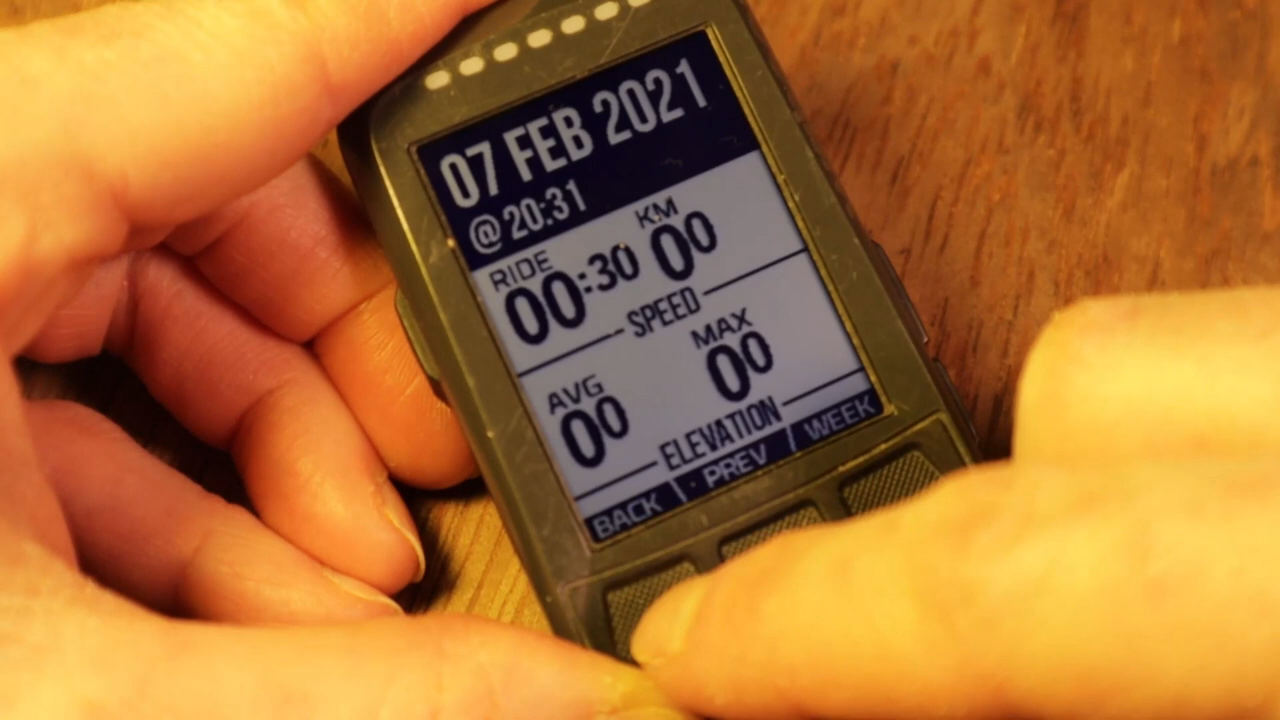 07 FEB 2021
@20:31
RIDE KM
00:30 00
SPEED
AVG MAX
00 00
ELEVATION
BACK PREV WEEK